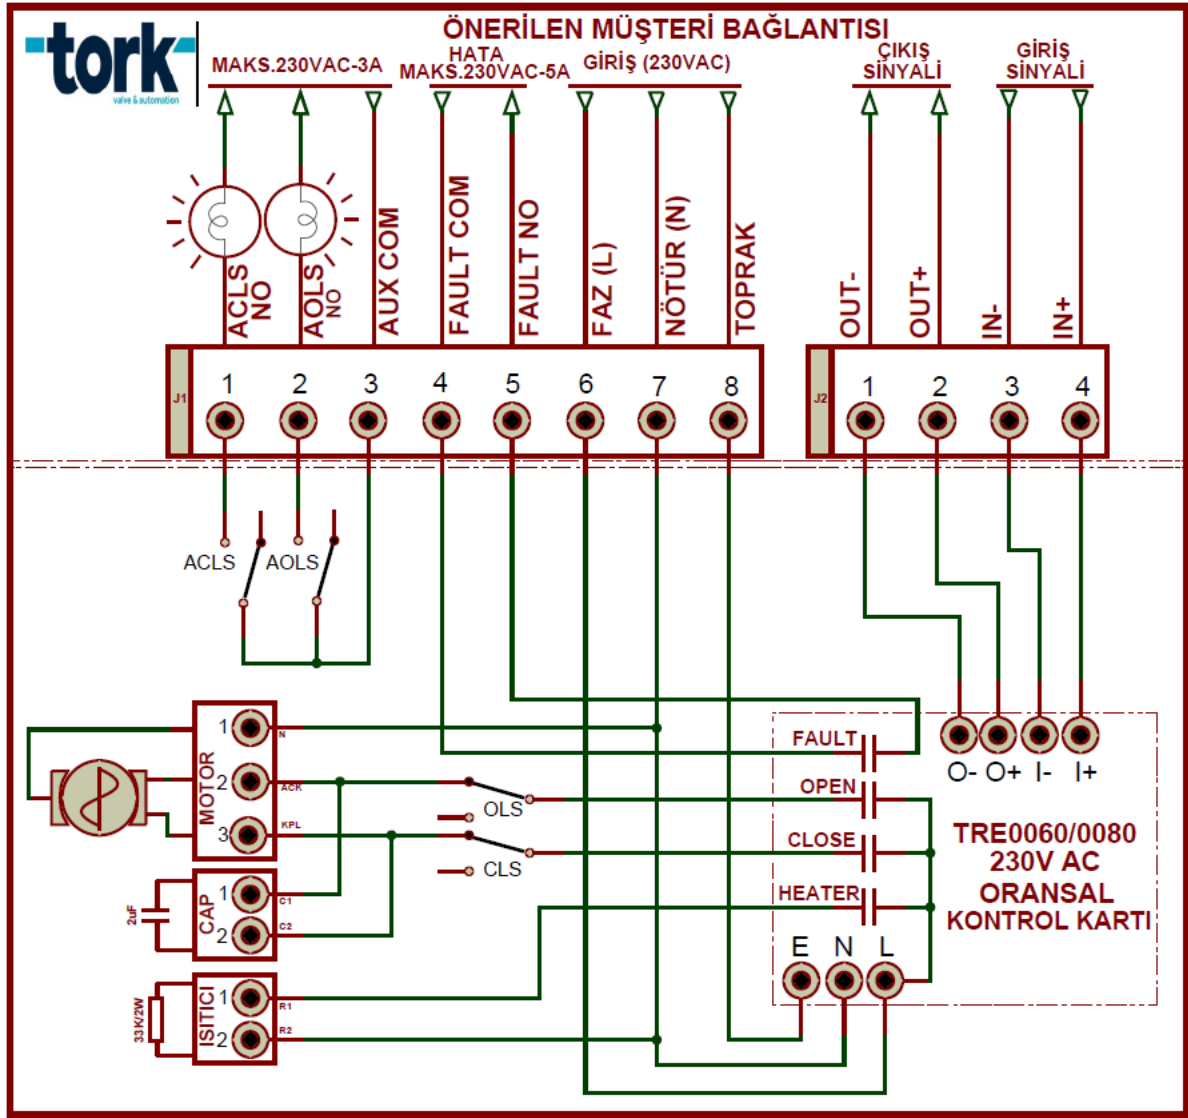 ÖNERİLEN MÜŞTERİ BAĞLANTISI
tork
valve & automation
MAKS.230VAC-3A
HATA
MAKS.230VAC-5A
GİRİŞ (230VAC)
ÇIKIŞ
SİNYALİ
GİRİŞ
SİNYALİ
ACLS
NO
AOLS
NO
AUX COM
FAULT COM
FAULT NO
FAZ (L)
NÖTÜR (N)
TOPRAK
OUT-
OUT+
IN-
IN+
J1
1 2 3 4 5 6 7 8
J2
1 2 3 4
ACLS
AOLS
MOTOR
1
N
2
ACK
3
KPL
OLS
CLS
FAULT
OPEN
CLOSE
HEATER
O- O+ I- I+
TRE0060/0080
230V AC
ORANSAL
KONTROL KARTI
E N L
2uF
CAP
1
C1
2
C2
33K/2W
ISITICI
1
R1
2
R2